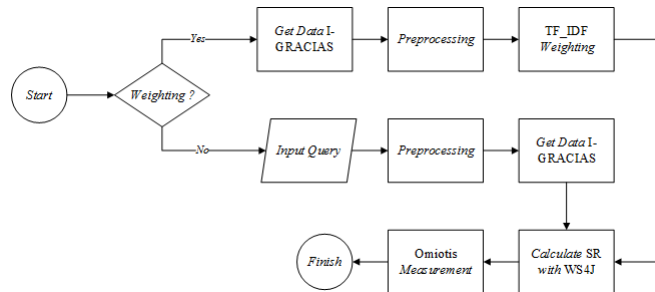 Start
Weighting ?
Yes
Get Data I-
GRACIAS
Preprocessing
TF_IDF
Weighting
No
Input Query
Preprocessing
Get Data I-
GRACIAS
Finish
Omiotis
Measurement
Calculate SR
with WS4J